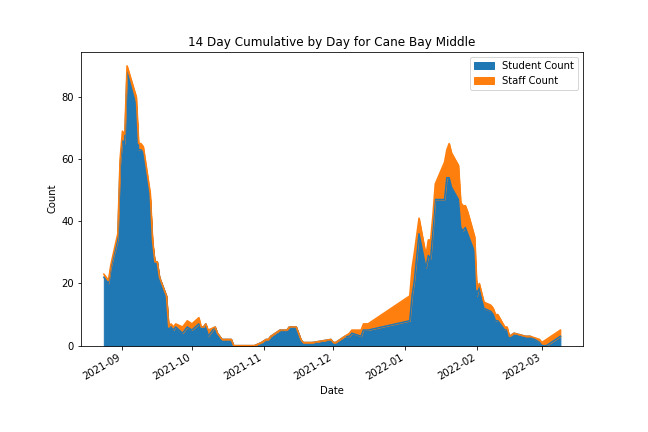 14 Day Cumulative by Day for Cane Bay Middle
Student Count
Staff Count
80
60
40
20
0
Count
2021-09
2021-10
2021-11
2021-12
2022-01
2022-02
2022-03
Date